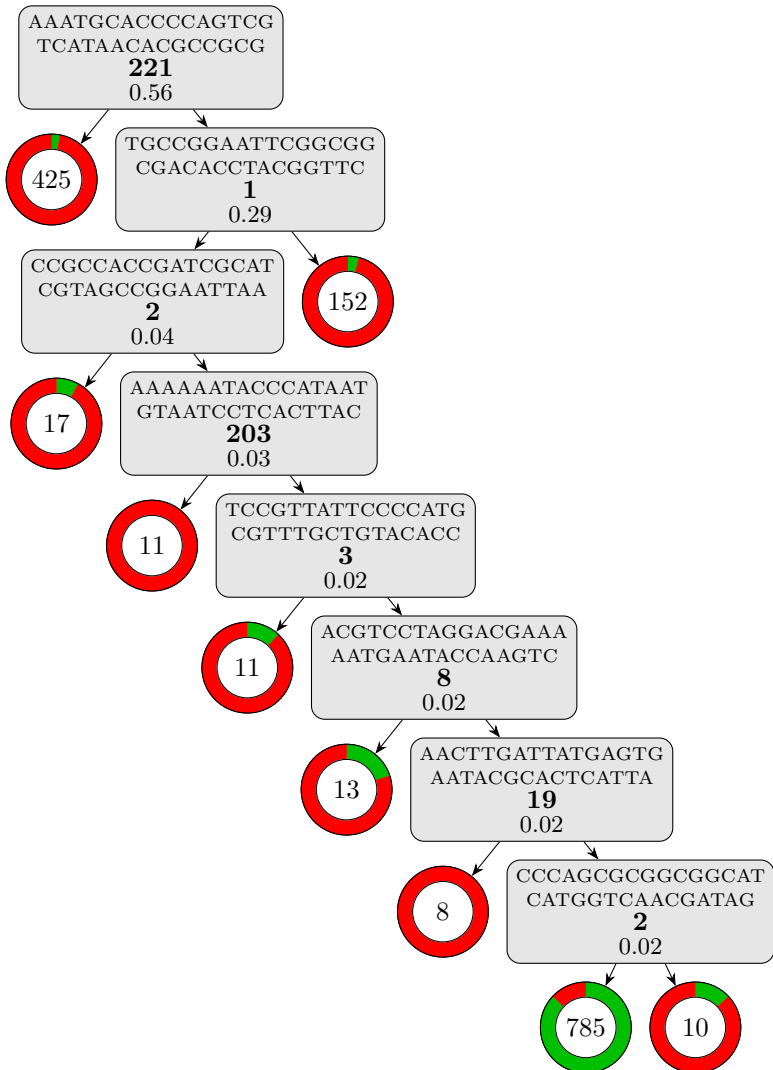 AAATGCACCCCAGTCG
TCATAACACGCCGCG
221
0.56
425
TGCCGGAATTCGGCGG
CGACACCTACGGTTC
1
0.29
CCGCCACCGATCGCAT
CGTAGCCGGAATTAA
2
0.04
152
17
AAAAAATACCCATAAT
GTAATCCTCACTTAC
203
0.03
11
TCCGTTATTCCCCATG
CGTTTGCTGTACACC
3
0.02
11
ACGTCCTAGGACGAAA
AATGAATACCAAGTC
8
0.02
13
AACTTGATTATGAGTG
AATACGCACTCATTA
19
0.02
8
CCCAGCGCGGCGGCAT
CATGGTCAACGATAG
2
0.02
785
10